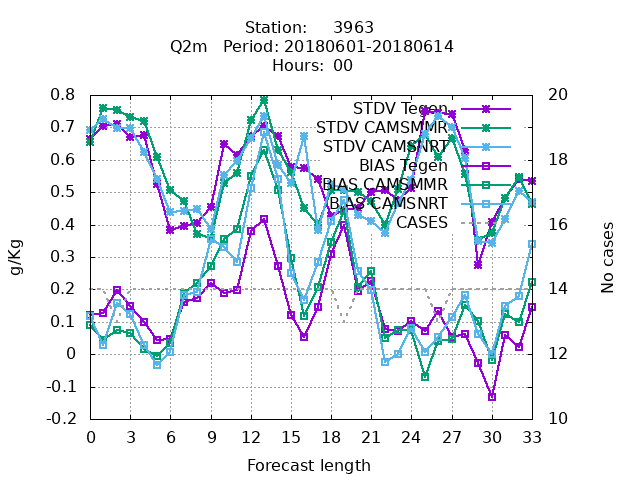 Station: 3963
Q2m Period: 20180601-20180614
Hours: 00
0.8 20
STDV Tegen
0.7
STDV CAMSMMR
STDV CAMSNRT
0.6 18
BIAS Tegen
BIAS CAMSMMR
0.5
BIAS CAMSNRT
CASES
0.4 16
g/Kg
No cases
0.3
0.2 14
0.1
0 12
-0.1
-0.2 10
0 3 6 9 12 15 18 21 24 27 30 33
Forecast length